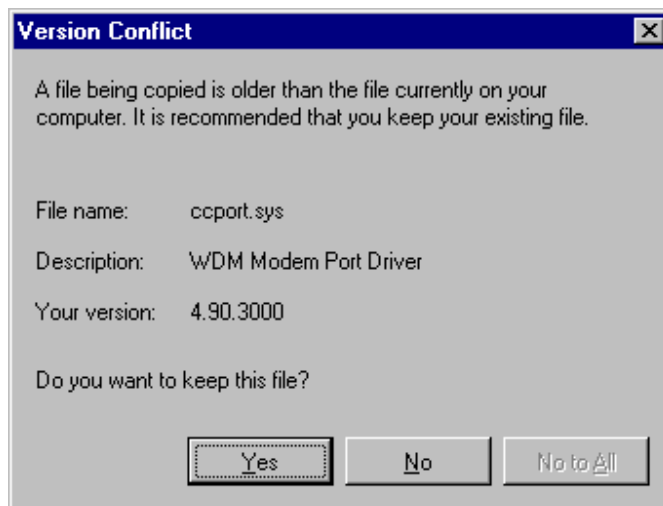 Version Conflict
A file being copied is older than the file currently on your
computer. It is recommended that you keep your existing file.
File name: ccport.sys
Description: WDM Modem Port Driver
Your version: 4.90.3000
Do you want to keep this file?
Yes No No to All